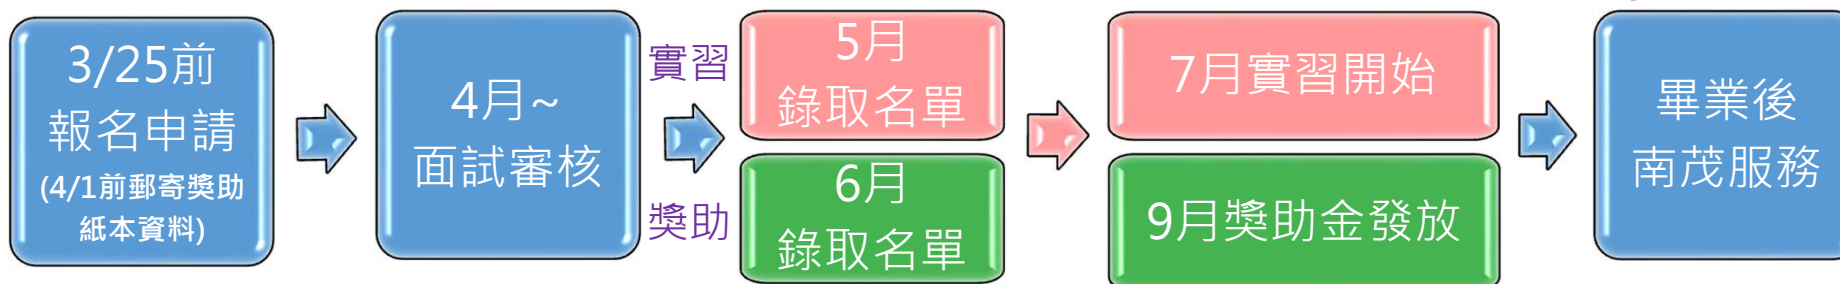 3/25前
報名申請
(4/1前郵寄獎助
紙本資料)
4月~
面試審核
實習
獎助
5月
錄取名單
6月
錄取名單
7月實習開始
9月獎助金發放
畢業後
南茂服務